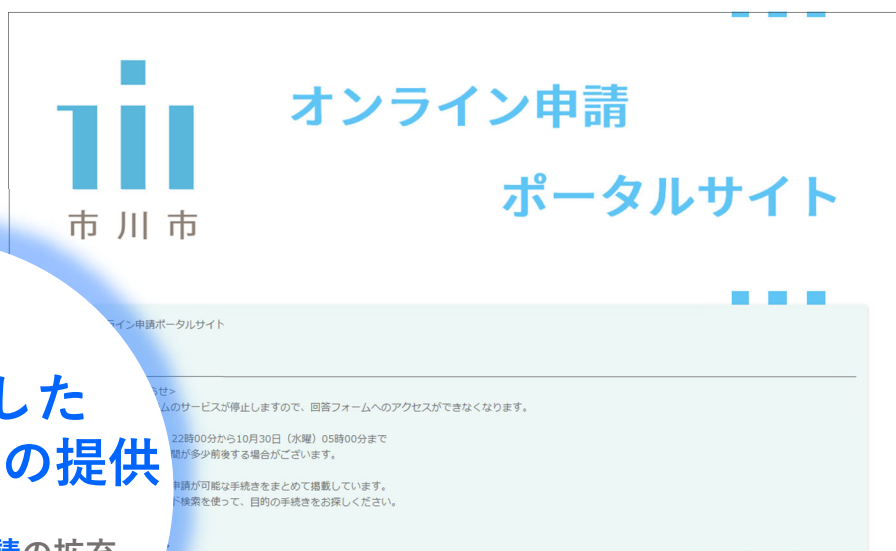 オンライン申請
ポータルサイト
市川市
ライン申請ポータルサイト
らせ>
ムのサービスが停止しますので、回答フォームへのアクセスができなくなります。
22時00分から10月30日（水曜）05時00分まで
間が多少前後する場合がございます。
申請が可能な手続きをまとめて掲載しています。
ド検索を使って、目的の手続きをお探しください。
した
の提供
請の拡充